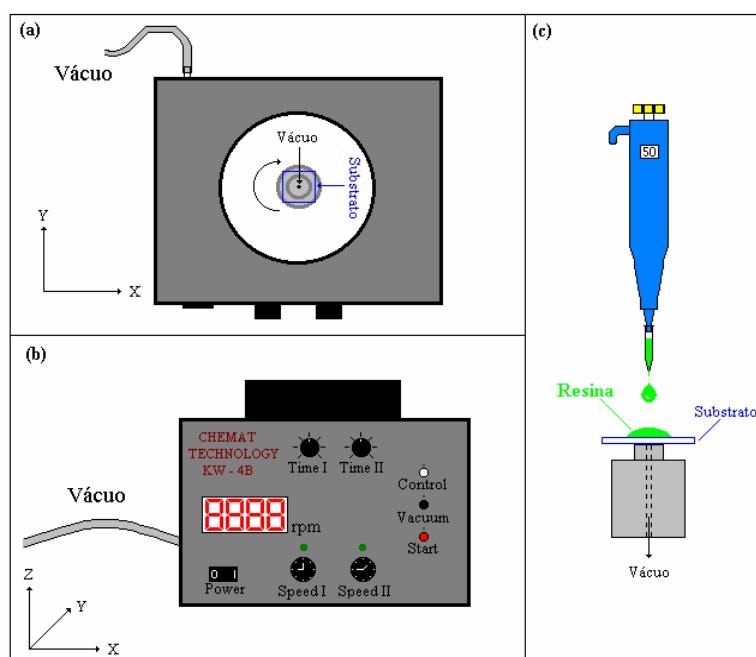 (a)
Vácuo
Vácuo
Substrato
Y
X
(b)
CHEMAT
TECHNOLOGY
KW - 4B
Time I
Time II
Control
Vácuo
8888
rpm
Vacuum
Start
0 1
Power
Speed I
Speed II
Z
Y
X
(c)
50
Resina
Substrato
Vácuo